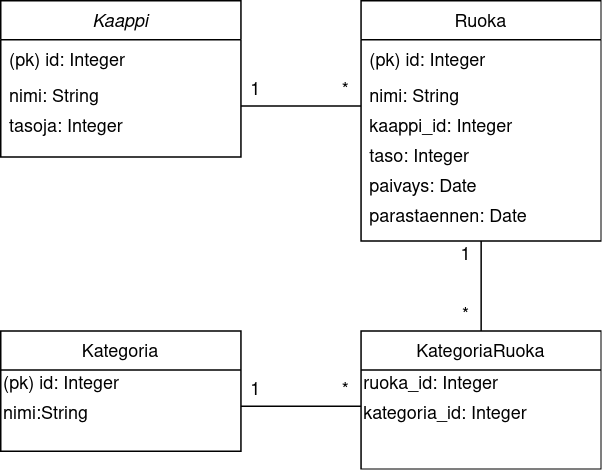 Kaappi
(pk) id: Integer
nimi: String
tasoja: Integer
1
*
Ruoka
(pk) id: Integer
nimi: String
kaappi_id: Integer
taso: Integer
paivays: Date
parastaennen: Date
1
*
Kategoria
(pk) id: Integer
nimi:String
1
*
KategoriaRuoka
ruoka_id: Integer
kategoria_id: Integer